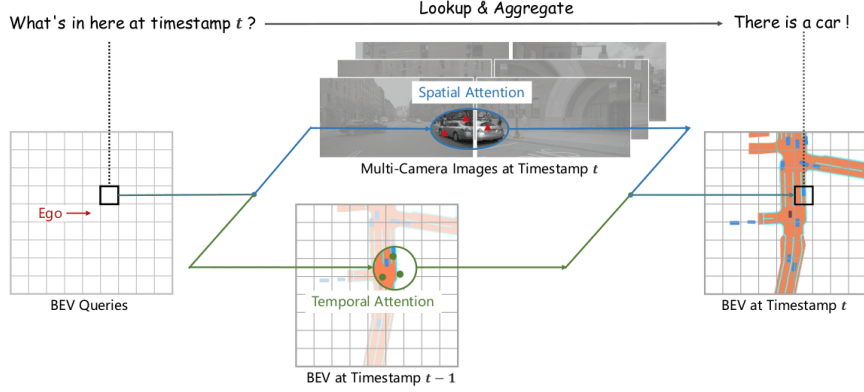 Lookup & Aggregate
What's in here at timestamp t ?
There is a car !
Spatial Attention
Multi-Camera Images at Timestamp t
Ego
BEV Queries
Temporal Attention
BEV at Timestamp t
BEV at Timestamp t − 1